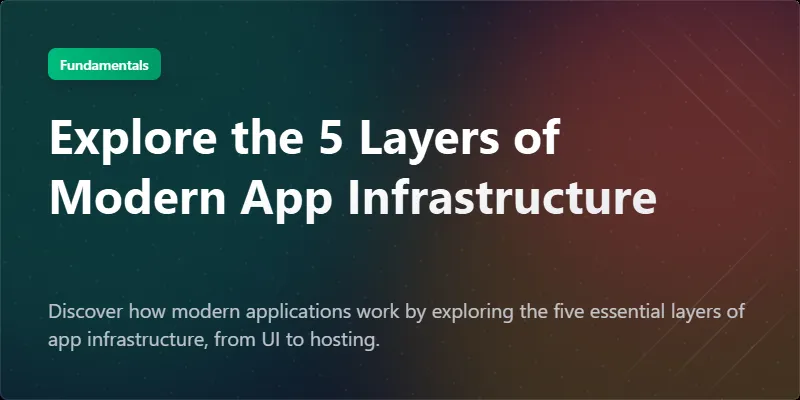 Fundamentals
Explore the 5 Layers of
Modern App Infrastructure
Discover how modern applications work by exploring the five essential layers of
app infrastructure, from UI to hosting.